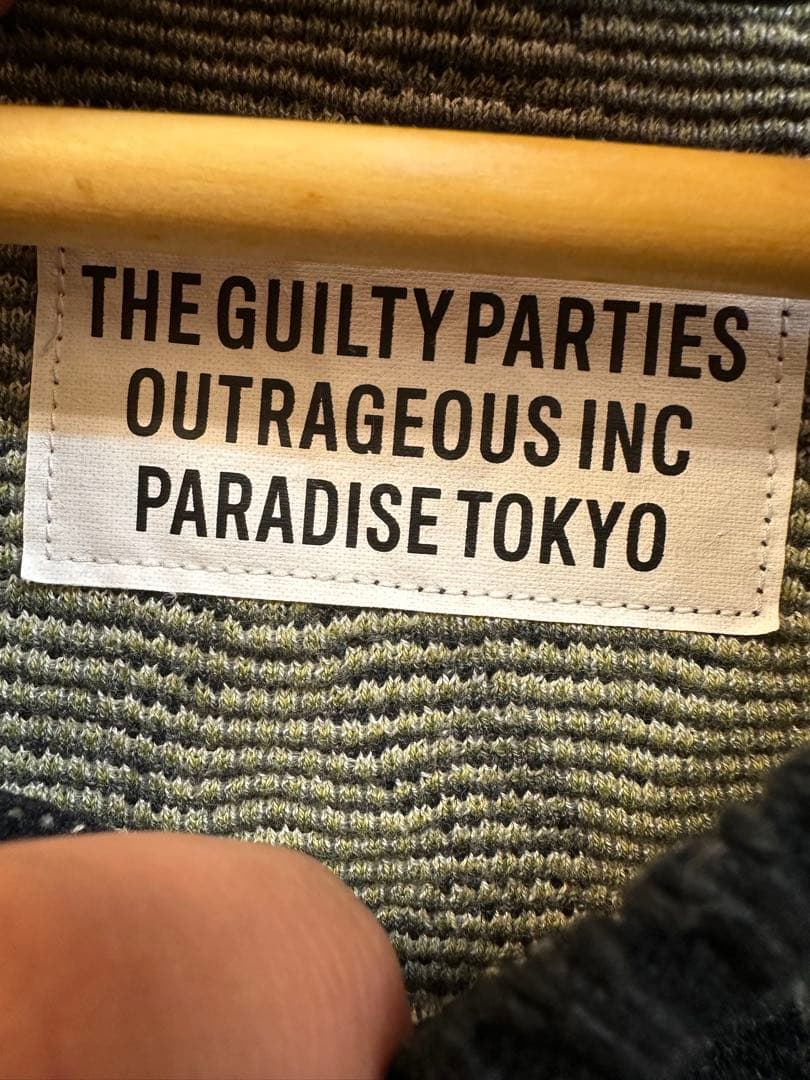 THE GUILTY PARTIES
OUTRAGEOUS INC
PARADISE TOKYO